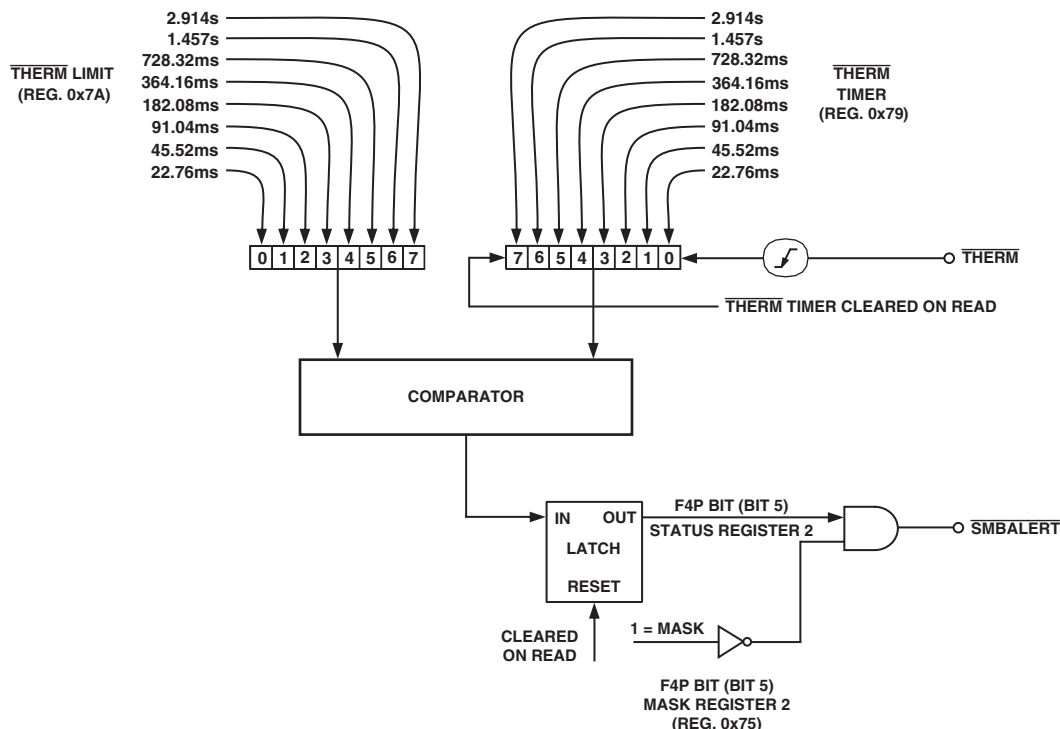 2.914s
1.457s
728.32ms
364.16ms
182.08ms
91.04ms
45.52ms
22.76ms
THERM LIMIT
(REG. 0x7A)
2.914s
1.457s
728.32ms
364.16ms
182.08ms
91.04ms
45.52ms
22.76ms
THERM
TIMER
(REG. 0x79)
0 1 2 3 4 5 6 7
7 6 5 4 3 2 1 0
THERM
THERM TIMER CLEARED ON READ
COMPARATOR
IN OUT
LATCH
RESET
F4P BIT (BIT 5)
STATUS REGISTER 2
SMBALERT
CLEARED
ON READ
1 = MASK
F4P BIT (BIT 5)
MASK REGISTER 2
(REG. 0x75)